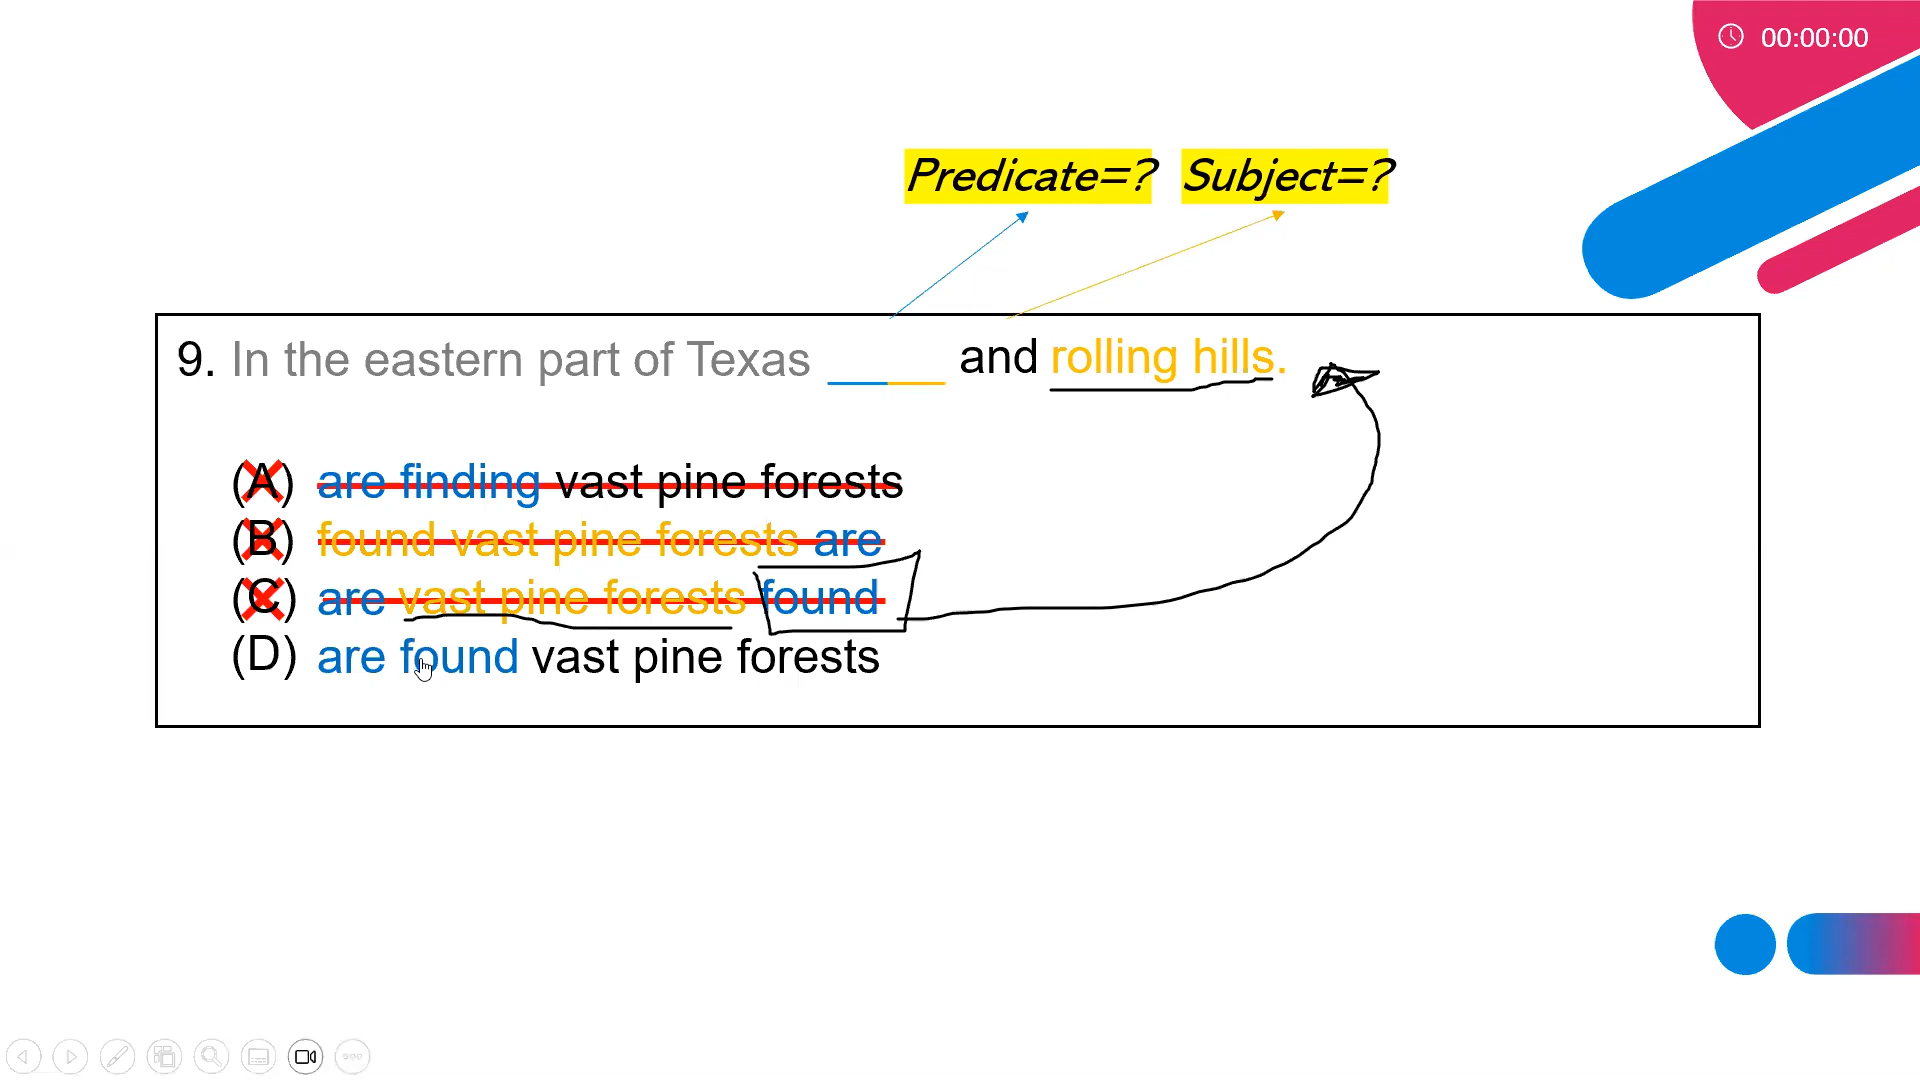 00:00:00
Predicate=? Subject=?
9. In the eastern part of Texas ____ and rolling hills.
(A) are finding vast pine forests
(B) found vast pine forests are
(C) are vast pine forests found
(D) are found vast pine forests